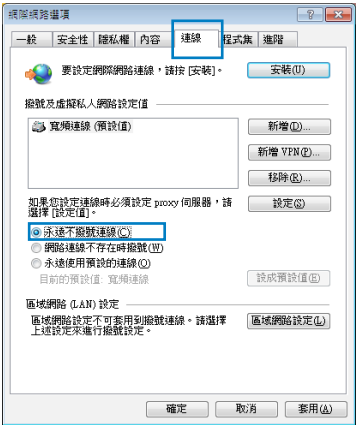 網際網路選項
一般 安全性 隱私權 內容 連線 程式集 進階
要設定網際網路連線，請按 [安裝]。 安裝(U)
撥號及虛擬私人網路設定值
寬頻連線 (預設值) 新增(D)...
新增 VPN(P)...
移除(R)...
如果您設定連線時必須設定 proxy 伺服器，請 設定(S)
選擇 [設定值]。
永遠不撥號連線(C)
網路連線不存在時撥號(W)
永遠使用預設的連線(O)
目前的預設值: 寬頻連線 設成預設值(E)
區域網路 (LAN) 設定
區域網路設定不可套用到撥號連線。請選擇 區域網路設定(L)
上述設定來進行撥號設定。
確定 取消 套用(A)